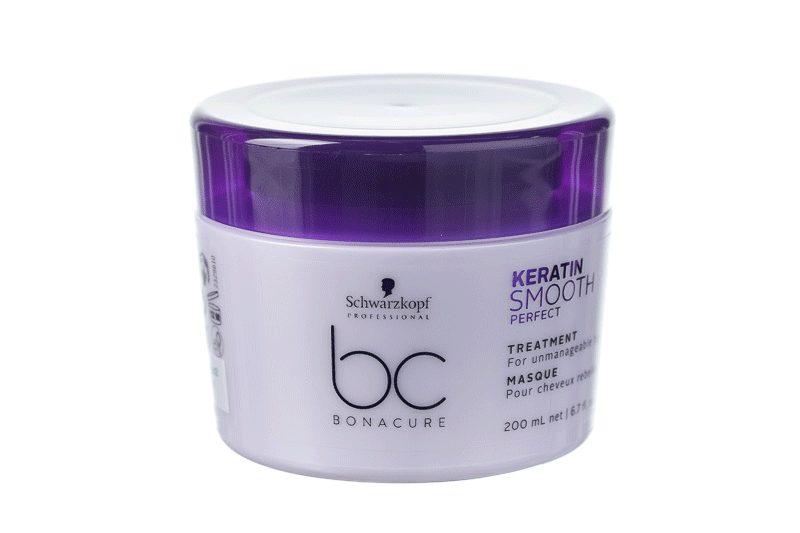 Schwarzkopf
PROFESSIONAL
bc
BONACURE
KERATIN
SMOOTH
PERFECT
TREATMENT
For unmanageable
MASQUE
Pour cheveux
200 mL net | 6.7 fl.